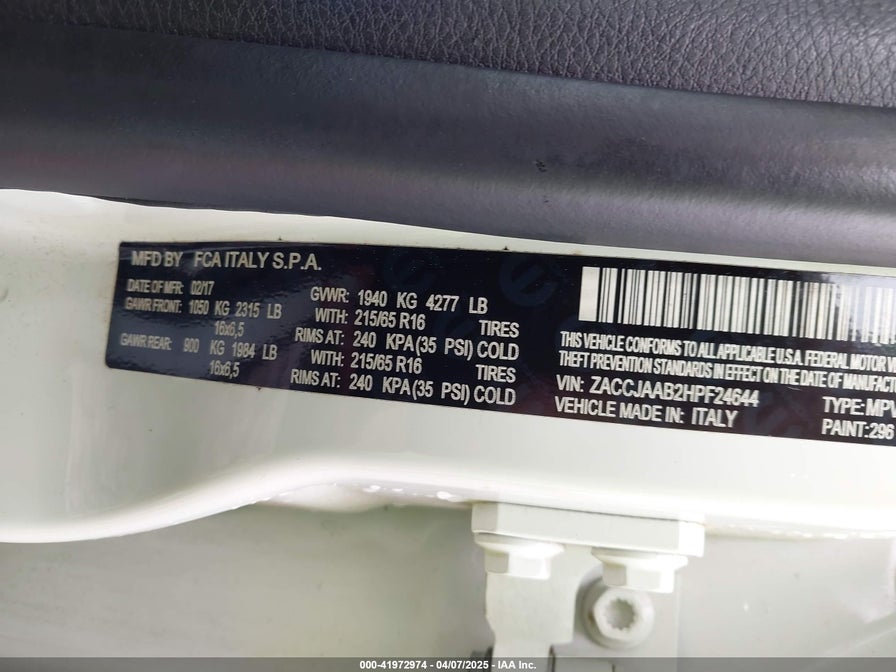 MFD BY FCA ITALY S.P.A.
DATE OF MFR: 02/17 GVWR: 1940 KG 4277 LB
GAWR FRONT: 1050 KG 2315 LB WITH: 215/65 R16 TIRES
16x6,5 RIMS AT: 240 KPA(35 PSI) COLD
GAWR REAR: 900 KG 1984 LB WITH: 215/65 R16 TIRES
16x6,5 RIMS AT: 240 KPA(35 PSI) COLD
THIS VEHICLE CONFORMS TO ALL APPLICABLE U.S.A. FEDERAL MOTOR
THEFT PREVENTION STANDARDS IN EFFECT ON THE DATE OF
VIN: ZACCJAAB2HPF24644 TYPE: MPV
VEHICLE MADE IN: ITALY PAINT: 296
000-41972974 - 04/07/2025 - IAA Inc.